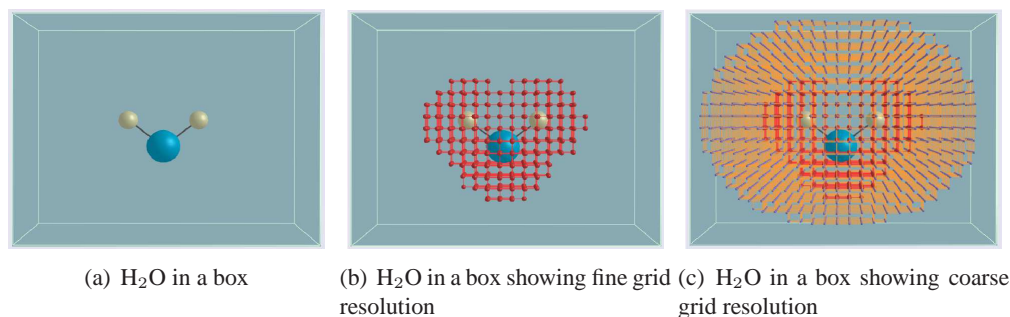 (a) H₂O in a box
(b) H₂O in a box showing fine grid
resolution
(c) H₂O in a box showing coarse
grid resolution